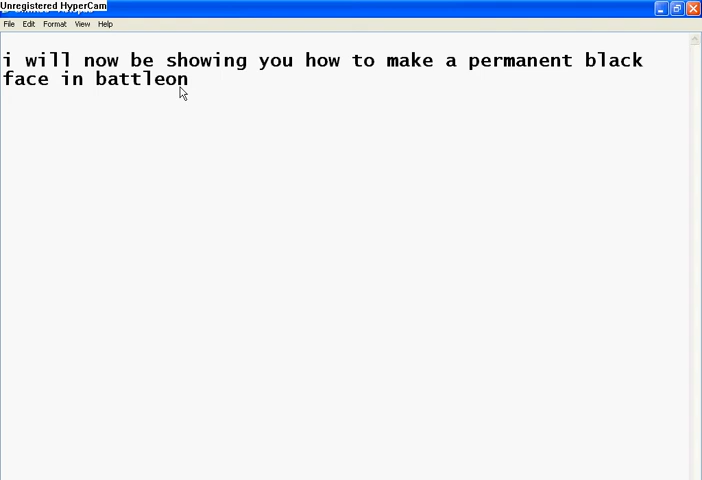 Unregistered HyperCam
File Edit Format View Help
i will now be showing you how to make a permanent black
face in battleon